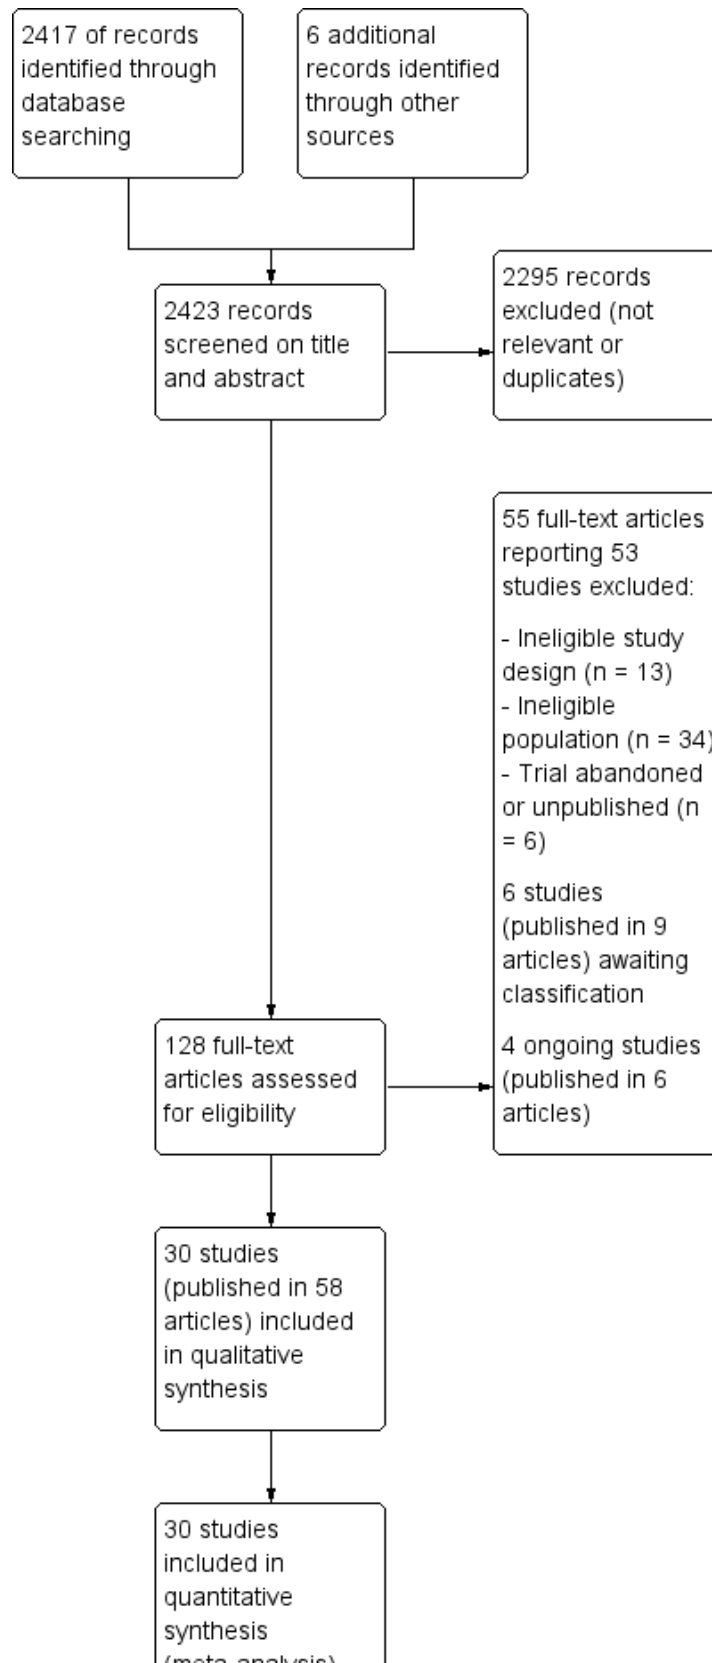 2417 of records
identified through
database
searching
6 additional
records identified
through other
sources
2423 records
screened on title
and abstract
2295 records
excluded (not
relevant or
duplicates)
55 full-text articles
reporting 53
studies excluded:
- Ineligible study
design (n = 13)
- Ineligible
population (n = 34)
- Trial abandoned
or unpublished (n
= 6)
6 studies
(published in 9
articles) awaiting
classification
4 ongoing studies
(published in 6
articles)
128 full-text
articles assessed
for eligibility
30 studies
(published in 58
articles) included
in qualitative
synthesis
30 studies
included in
quantitative
synthesis
(meta-analysis)